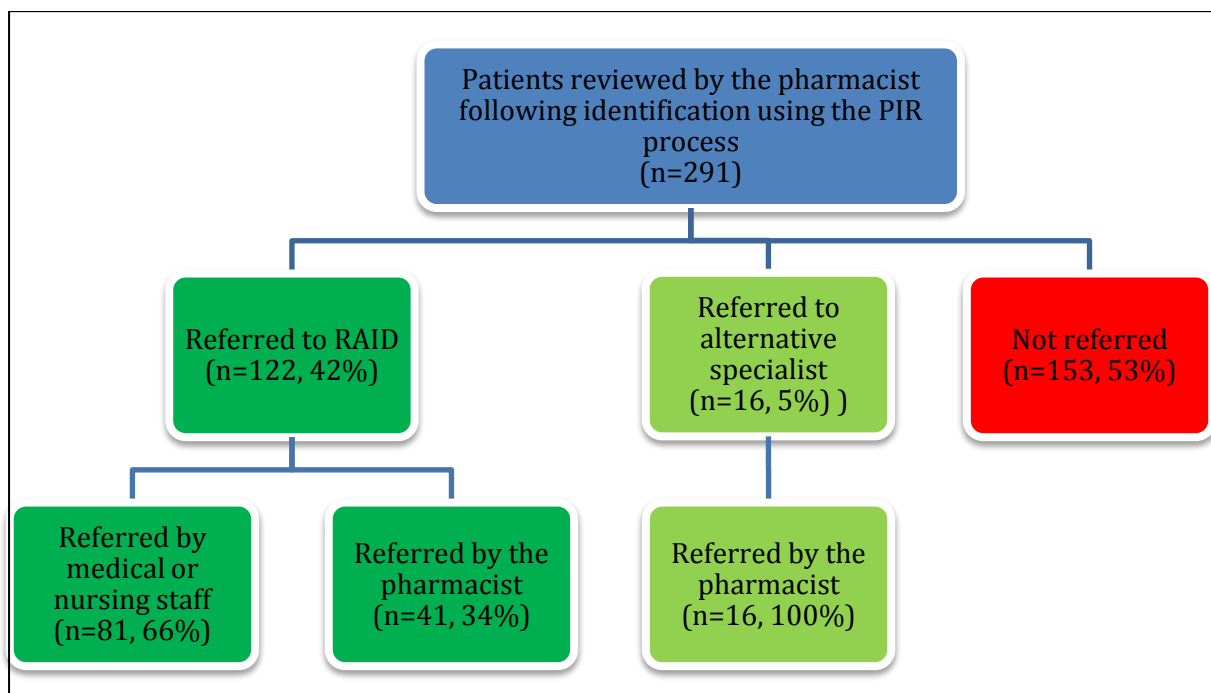 Patients reviewed by the pharmacist
following identification using the PIR
process
(n=291)
Referred to RAID
(n=122, 42%)
Referred to
alternative
specialist
(n=16, 5%) )
Not referred
(n=153, 53%)
Referred by
medical or
nursing staff
(n=81, 66%)
Referred by the
pharmacist
(n=41, 34%)
Referred by the
pharmacist
(n=16, 100%)